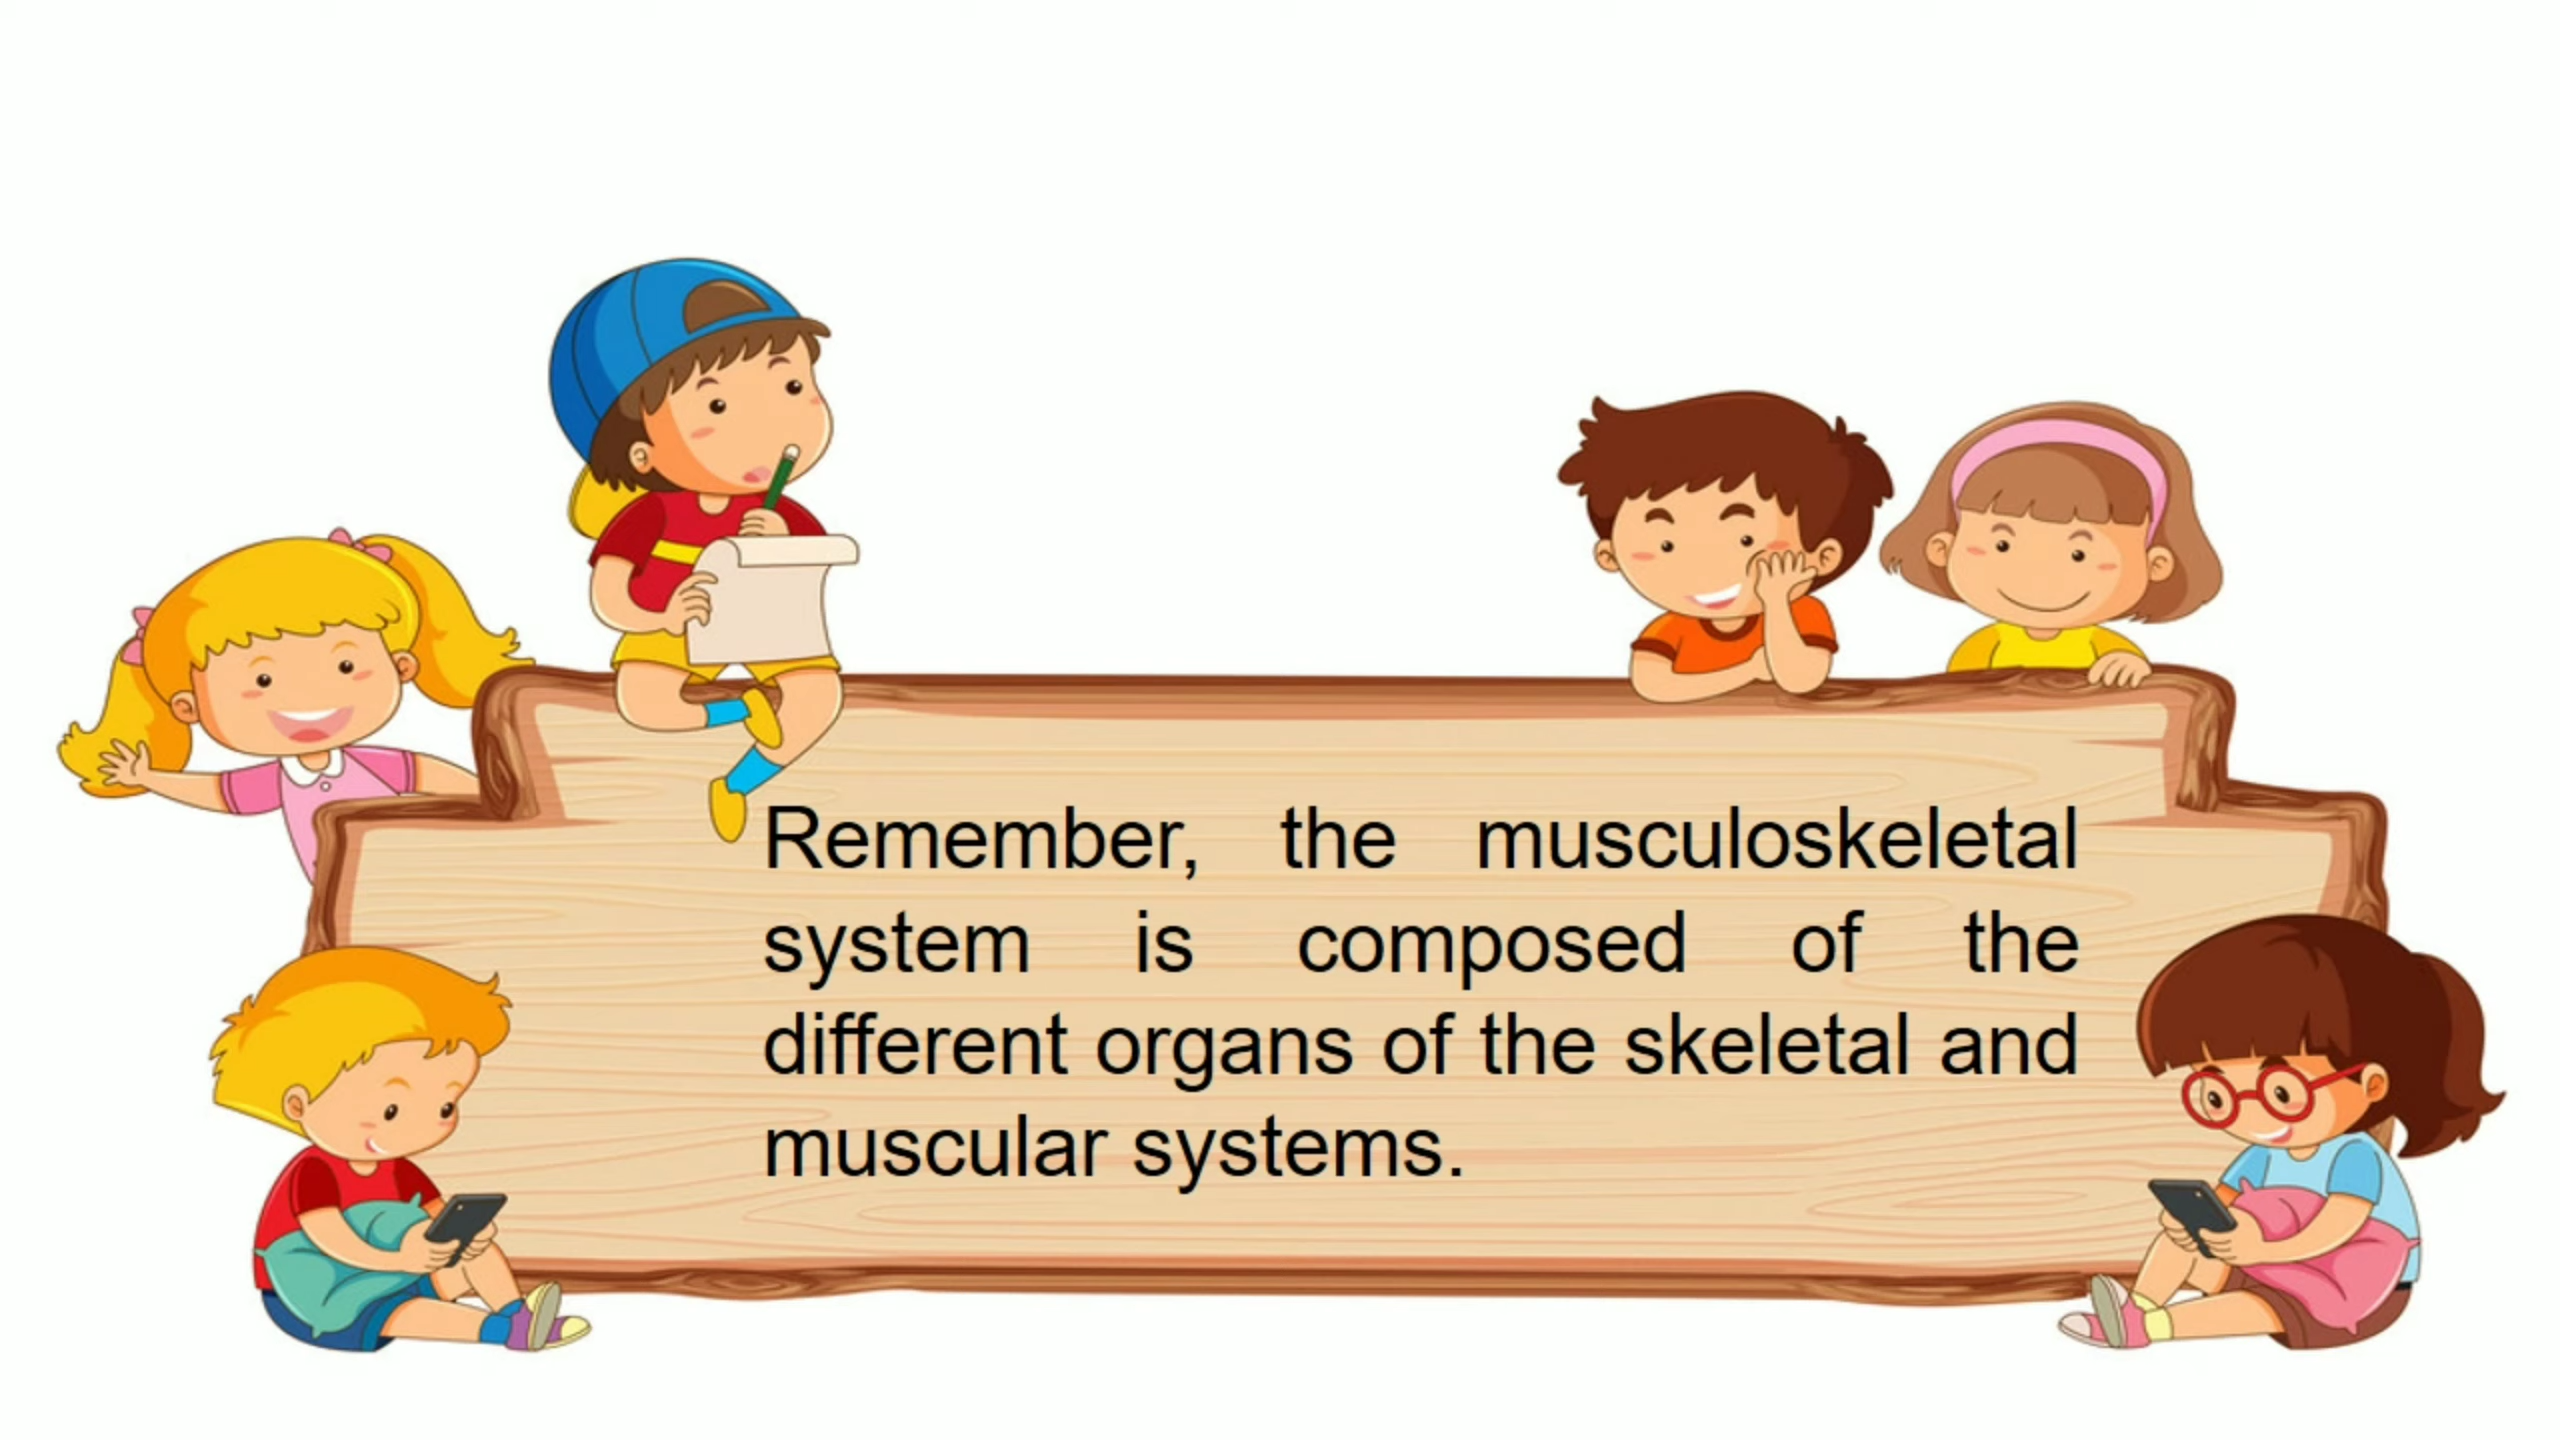 Remember, the musculoskeletal
system is composed of the
different organs of the skeletal and
muscular systems.